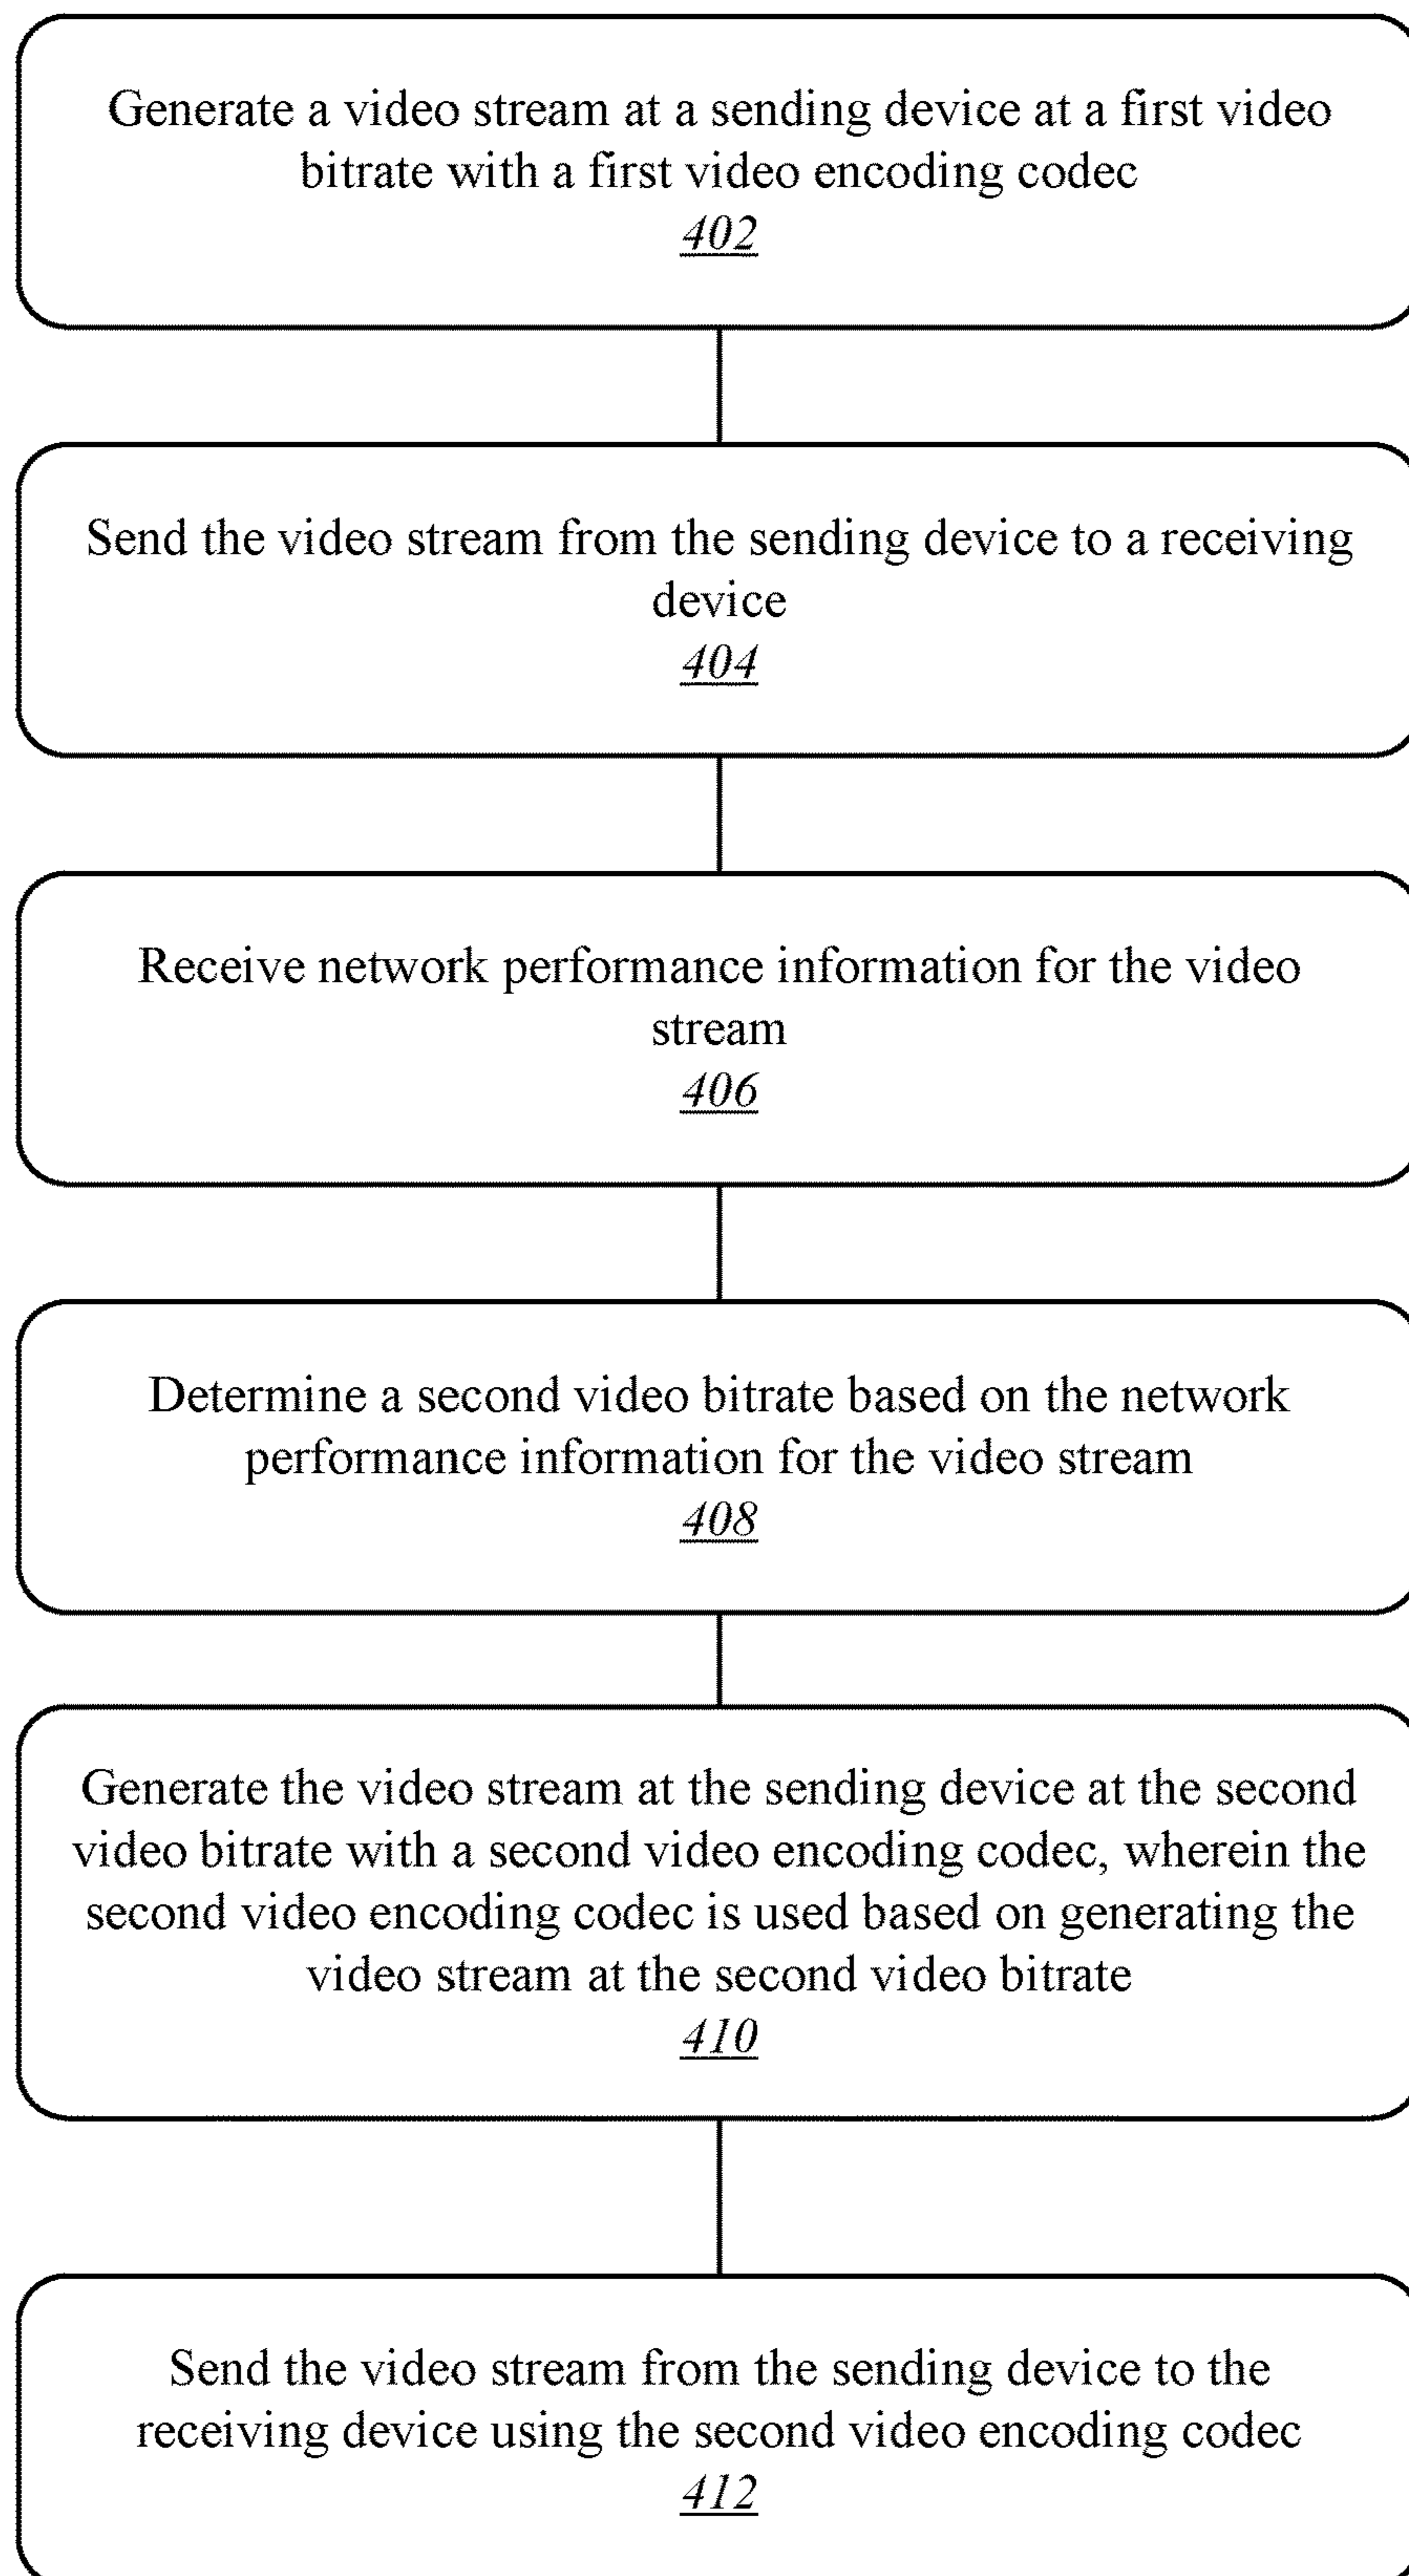 Generate a video stream at a sending device at a first video
bitrate with a first video encoding codec
402
Send the video stream from the sending device to a receiving
device
404
Receive network performance information for the video
stream
406
Determine a second video bitrate based on the network
performance information for the video stream
408
Generate the video stream at the sending device at the second
video bitrate with a second video encoding codec, wherein the
second video encoding codec is used based on generating the
video stream at the second video bitrate
410
Send the video stream from the sending device to the
receiving device using the second video encoding codec
412